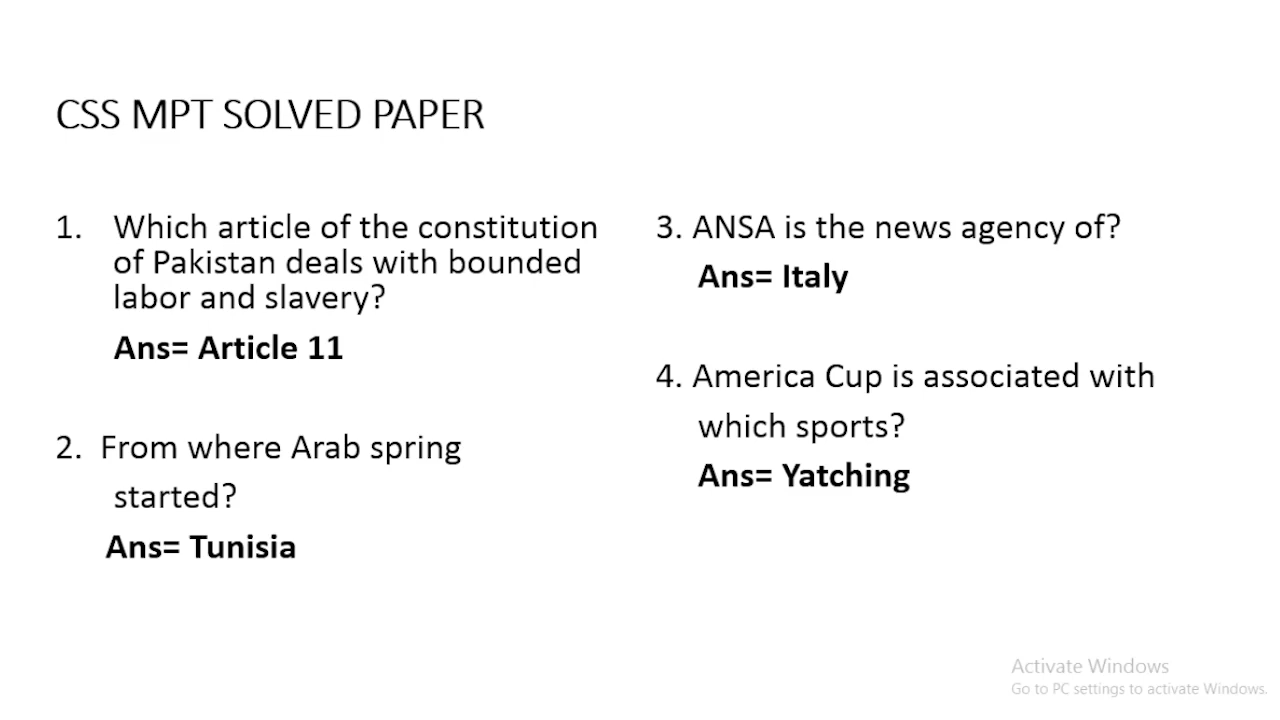 CSS MPT SOLVED PAPER
1. Which article of the constitution
of Pakistan deals with bounded
labor and slavery?
Ans= Article 11
2. From where Arab spring
started?
Ans= Tunisia
3. ANSA is the news agency of?
Ans= Italy
4. America Cup is associated with
which sports?
Ans= Yatching
Activate Windows
Go to PC settings to activate Windows.